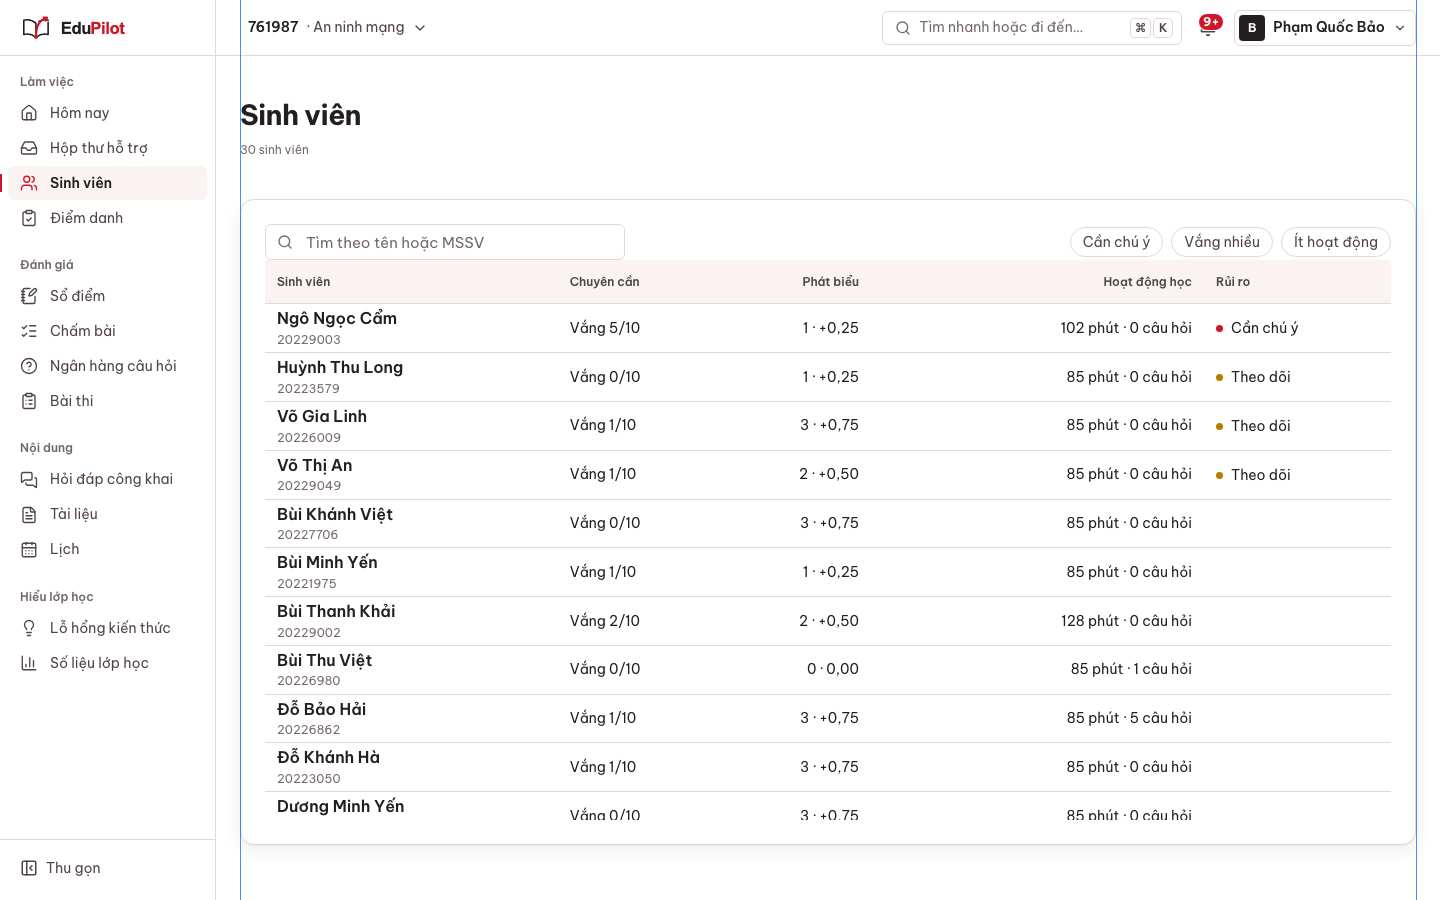 EduPilot
761987 · An ninh mạng
Tìm nhanh hoặc đi đến...
⌘ K
9+
B Phạm Quốc Bảo
Làm việc
Hôm nay
Hộp thư hỗ trợ
Sinh viên
Điểm danh
Đánh giá
Sổ điểm
Chấm bài
Ngân hàng câu hỏi
Bài thi
Nội dung
Hỏi đáp công khai
Tài liệu
Lịch
Hiểu lớp học
Lỗ hổng kiến thức
Số liệu lớp học
Thu gọn
Sinh viên
30 sinh viên
Tìm theo tên hoặc MSSV
Cần chú ý Vắng nhiều Ít hoạt động
Sinh viên Chuyên cần Phát biểu Hoạt động học Rủi ro
Ngô Ngọc Cẩm Vắng 5/10 1 · +0,25 102 phút · 0 câu hỏi Cần chú ý
20229003
Huỳnh Thu Long Vắng 0/10 1 · +0,25 85 phút · 0 câu hỏi Theo dõi
20223579
Võ Gia Linh Vắng 1/10 3 · +0,75 85 phút · 0 câu hỏi Theo dõi
20226009
Võ Thị An Vắng 1/10 2 · +0,50 85 phút · 0 câu hỏi Theo dõi
20229049
Bùi Khánh Việt Vắng 0/10 3 · +0,75 85 phút · 0 câu hỏi
20227706
Bùi Minh Yến Vắng 1/10 1 · +0,25 85 phút · 0 câu hỏi
20221975
Bùi Thanh Khải Vắng 2/10 2 · +0,50 128 phút · 0 câu hỏi
20229002
Bùi Thu Việt Vắng 0/10 0 · 0,00 85 phút · 1 câu hỏi
20226980
Đỗ Bảo Hải Vắng 1/10 3 · +0,75 85 phút · 5 câu hỏi
20226862
Đỗ Khánh Hà Vắng 1/10 3 · +0,75 85 phút · 0 câu hỏi
20223050
Dương Minh Yến Vắng 0/10 3 · +0,75 85 phút · 0 câu hỏi